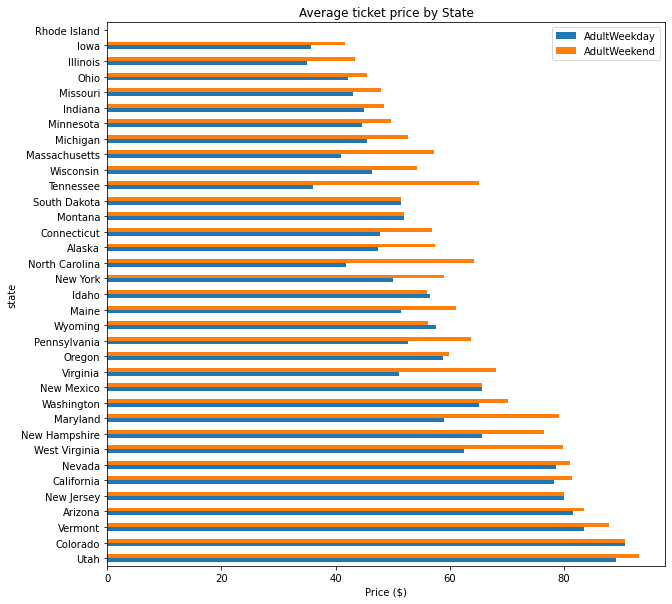 Average ticket price by State
AdultWeekday
AdultWeekend
Rhode Island
Iowa
Illinois
Ohio
Missouri
Indiana
Minnesota
Michigan
Massachusetts
Wisconsin
Tennessee
South Dakota
Montana
Connecticut
Alaska
North Carolina
New York
Idaho
Maine
Wyoming
Pennsylvania
Oregon
Virginia
New Mexico
Washington
Maryland
New Hampshire
West Virginia
Nevada
California
New Jersey
Arizona
Vermont
Colorado
Utah
state
0 20 40 60 80
Price ($)